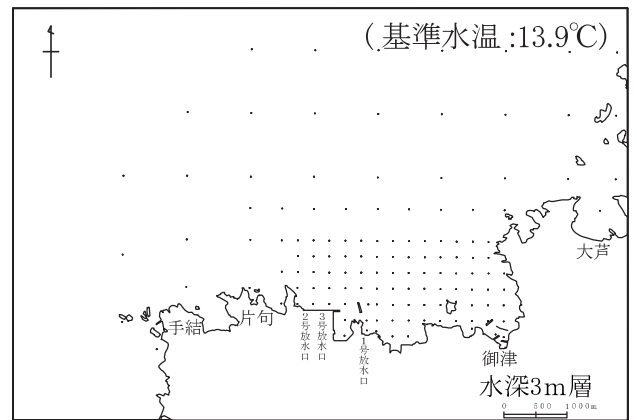 (基準水温:13.9℃)
大芦
手結
片句
2号放水口
3号放水口
1号放水口
御津
水深3m層
0 500 1000m